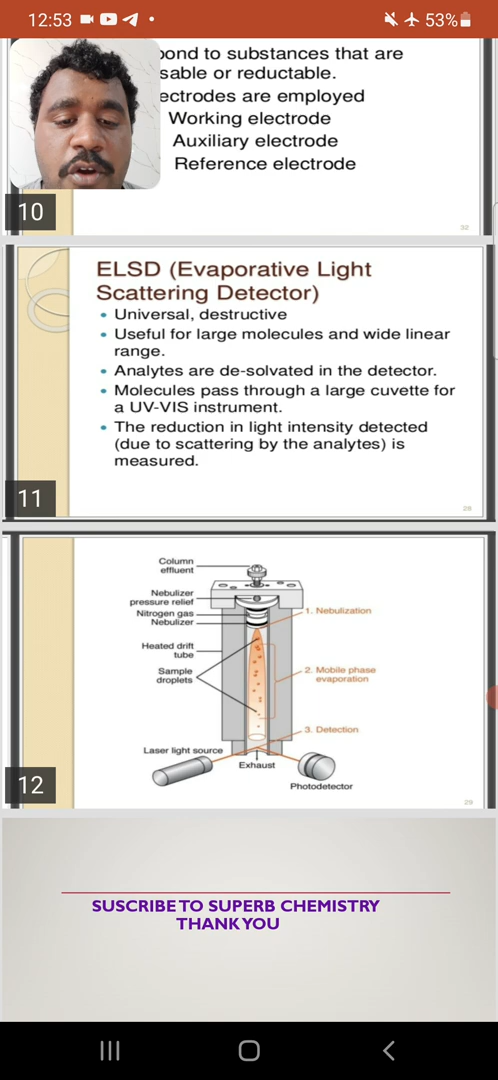 12:53
53%
pond to substances that are
sable or reductable.
ectrodes are employed
Working electrode
Auxiliary electrode
Reference electrode
10
32
ELSD (Evaporative Light
Scattering Detector)
• Universal, destructive
• Useful for large molecules and wide linear
range.
• Analytes are de-solvated in the detector.
• Molecules pass through a large cuvette for
a UV-VIS instrument.
• The reduction in light intensity detected
(due to scattering by the analytes) is
measured.
11
28
Column
effluent
Nebulizer
pressure relief
Nitrogen gas
Nebulizer
1. Nebulization
Heated drift
tube
Sample
droplets
2. Mobile phase
evaporation
3. Detection
Laser light source
Exhaust
Photodetector
12
29
SUSCRIBE TO SUPERB CHEMISTRY
THANK YOU